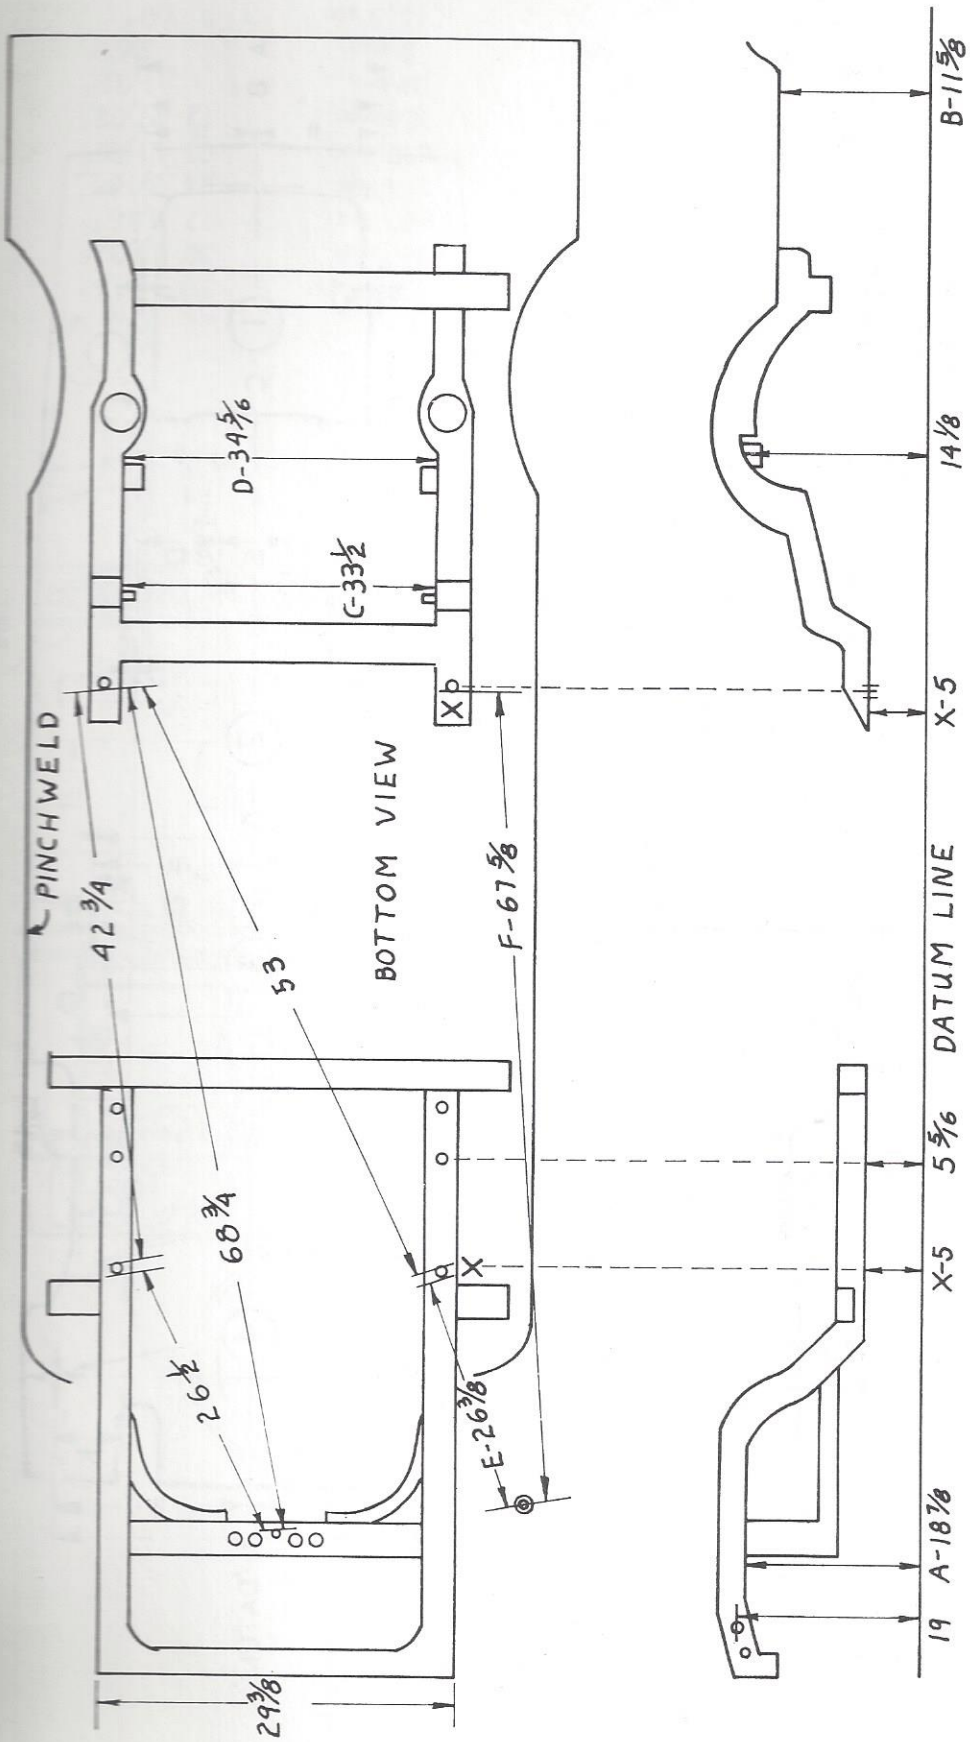 PINCHWELD
42 3/4
68 3/4
53
26 1/2
29 3/8
D-34 5/16
C-33 1/2
X
BOTTOM VIEW
F-67 5/8
X
E-26 3/8
19
A-18 7/8
X-5
5 5/16
DATUM LINE
X-5
14 1/8
B-11 5/8